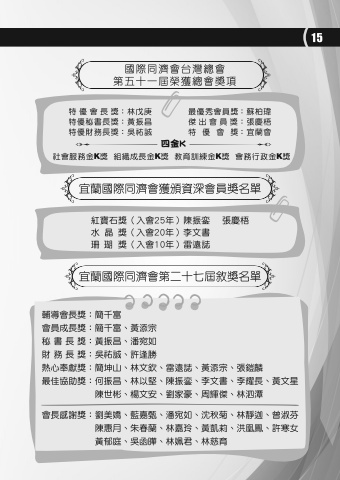 15
國際同濟會台灣總會
第五十一屆榮獲總會獎項
特優會長獎：林戊庚　最優秀會員獎：蘇柏瑋
特優秘書長獎：黃振昌　傑出會員獎：張慶梧
特優財務長獎：吳祐誠　特優會獎：宜蘭會
四金K
社會服務金K獎 組織成長金K獎 教育訓練金K獎 會務行政金K獎
宜蘭國際同濟會獲頒資深會員獎名單
紅寶石獎（入會25年）陳振鑾　張慶梧
水晶獎（入會20年）李文書
珊瑚獎（入會10年）雷遠誌
宜蘭國際同濟會第二十七屆敘獎名單
輔導會長獎：簡千富
會員成長獎：簡千富、黃添宗
秘書長獎：黃振昌、潘宛如
財務長獎：吳祐誠、許逢勝
熱心奉獻獎：簡坤山、林文欽、雷遠誌、黃添宗、張鎧麟
最佳協助獎：何振昌、林以堅、陳振鑾、李文書、李耀長、黃文星
陳世彬、楊文安、劉家豪、周輝傑、林泗潭
會長感謝獎：劉美嬌、藍嘉甄、潘宛如、沈秋菊、林靜迦、曾淑芬
陳惠月、朱春蘭、林嘉玲、黃凱莉、洪凰鳳、許寒女
黃郁庭、吳函曄、林姵君、林慈育